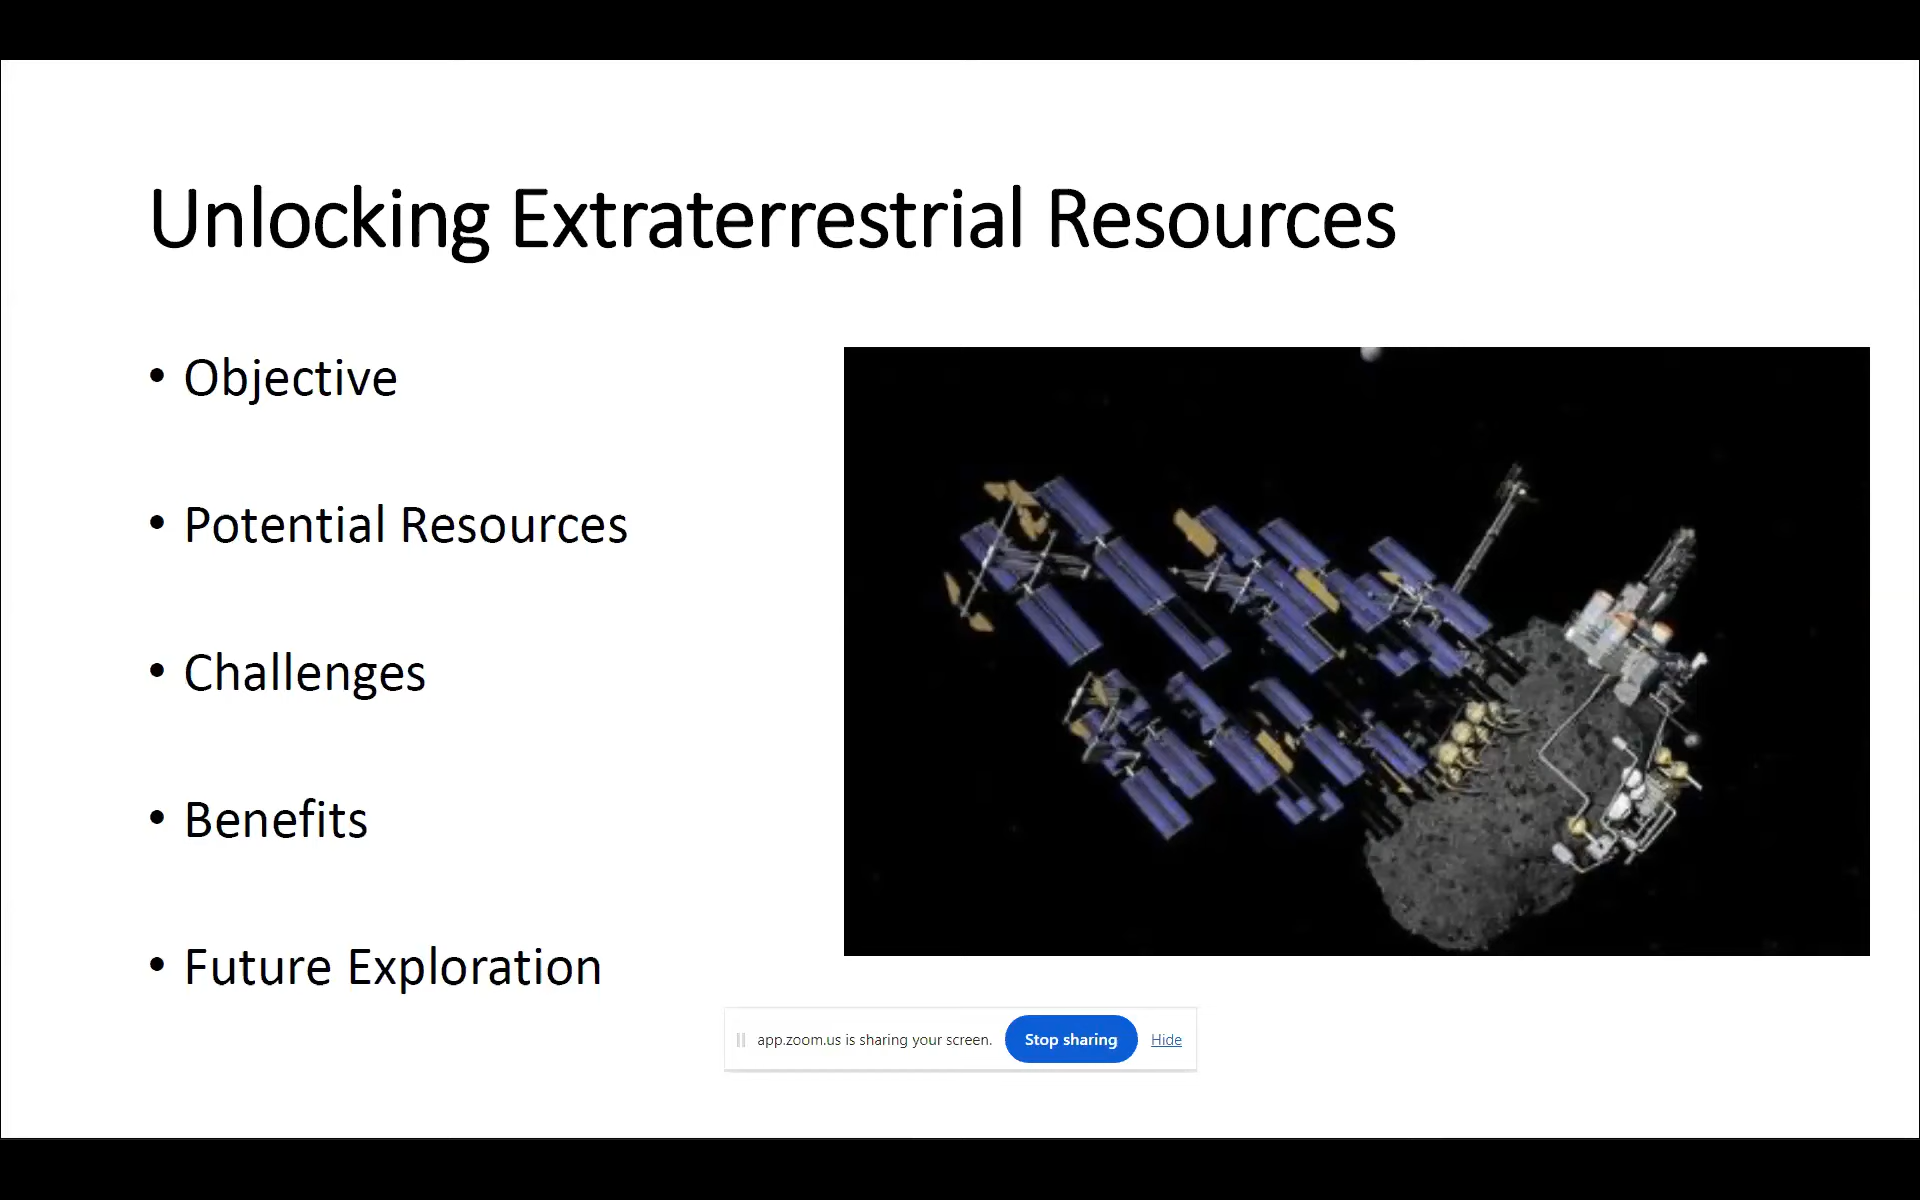 Unlocking Extraterrestrial Resources
• Objective
• Potential Resources
• Challenges
• Benefits
• Future Exploration
app.zoom.us is sharing your screen. Stop sharing Hide